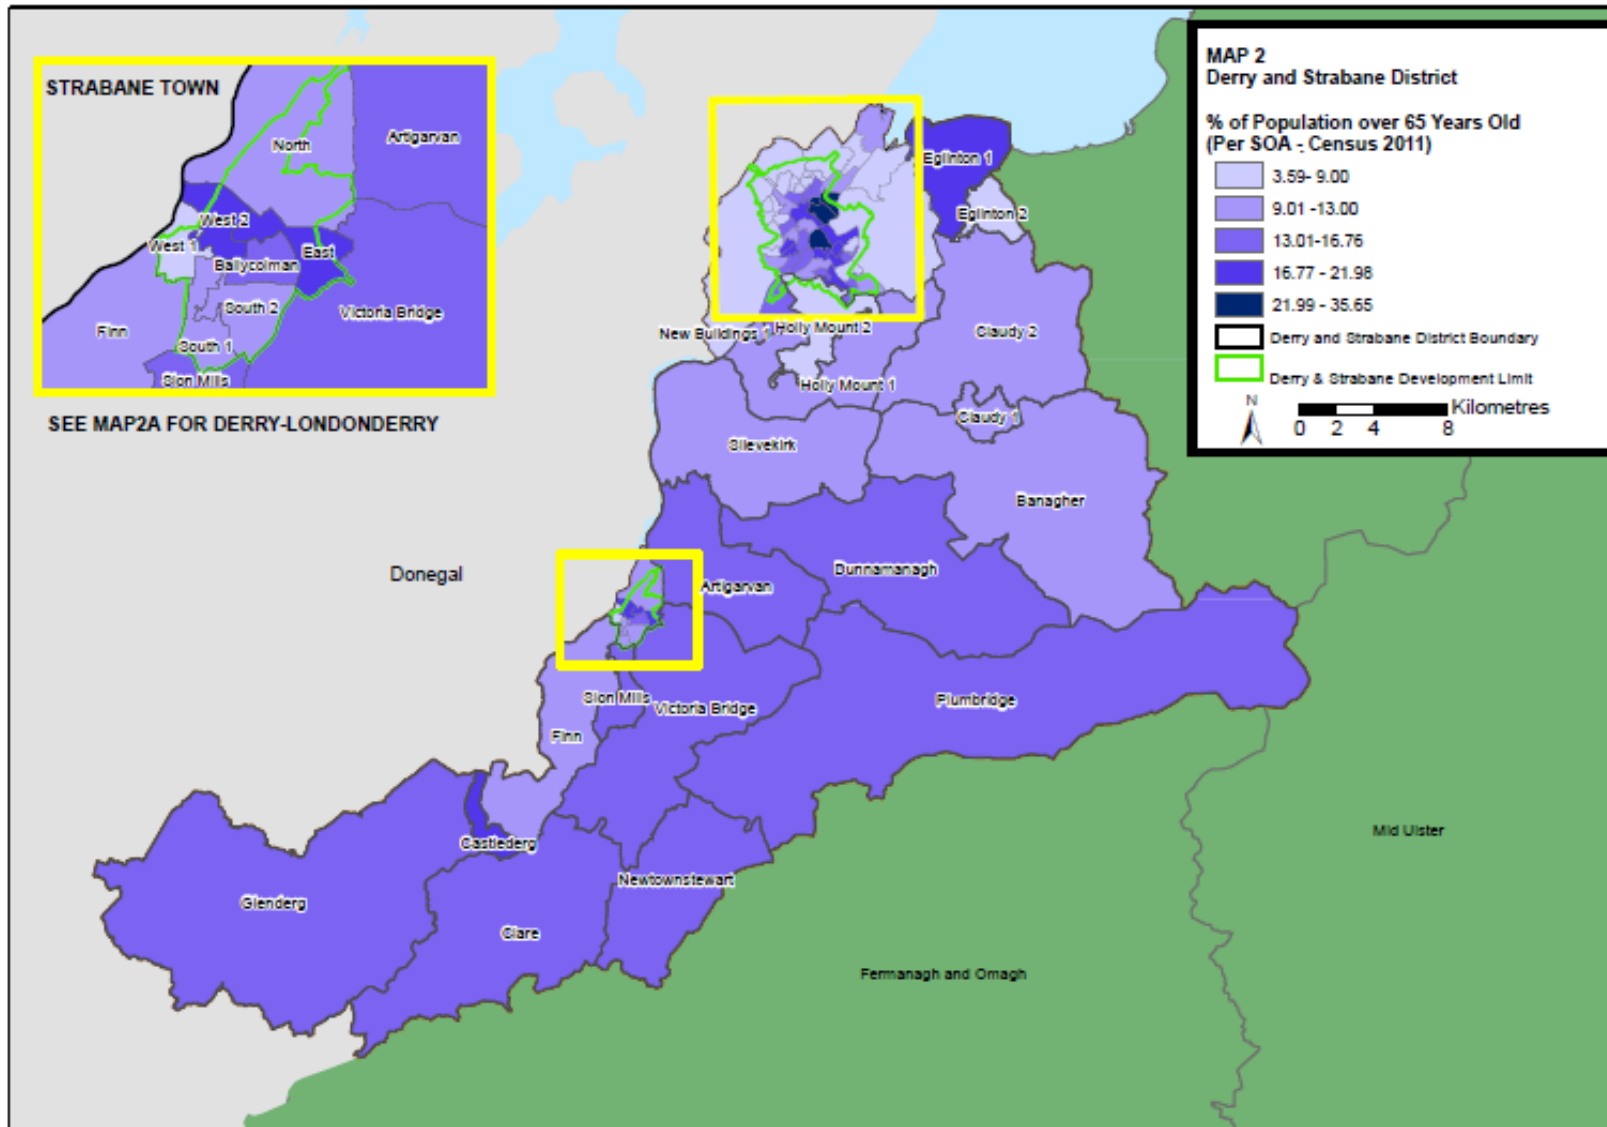 STRABANE TOWN
North
Artigarvan
West 2
West 1
East
Ballycolman
South 2
Victoria Bridge
Finn
South 1
Sion Mills
SEE MAP2A FOR DERRY-LONDONDERRY
MAP 2
Derry and Strabane District
% of Population over 65 Years Old
(Per SOA - Census 2011)
3.59- 9.00
9.01 -13.00
13.01-16.76
16.77 - 21.98
21.99 - 35.65
Derry and Strabane District Boundary
Derry & Strabane Development Limit
N
Kilometres
0 2 4 8
Eglinton 1
Eglinton 2
New Buildings 1
Holly Mount 2
Claudy 2
Holly Mount 1
Claudy 1
Slievekirk
Banagher
Donegal
Dunnamanagh
Artigarvan
Sion Mills
Victoria Bridge
Plumbridge
Finn
Castlederg
Mid Ulster
Newtownstewart
Glenderg
Clare
Fermanagh and Omagh